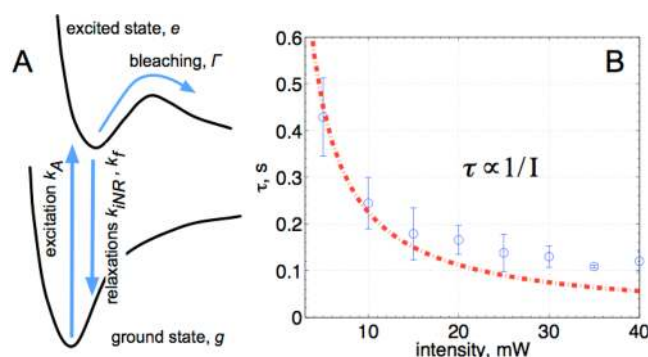 A
excited state, e
bleaching, Γ
excitation k_A
relaxations k_iNR, k_f
ground state, g
B
τ ∝ 1/I
τ, s
0.6
0.5
0.4
0.3
0.2
0.1
0
10
20
30
40
intensity, mW